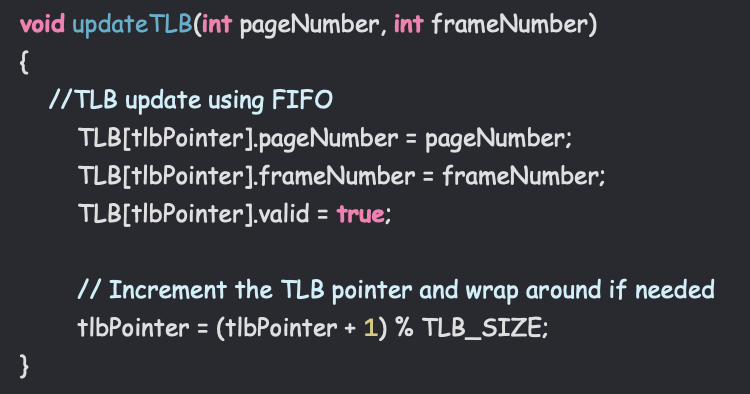 void updateTLB(int pageNumber, int frameNumber)
{
//TLB update using FIFO
TLB[tlbPointer].pageNumber = pageNumber;
TLB[tlbPointer].frameNumber = frameNumber;
TLB[tlbPointer].valid = true;
// Increment the TLB pointer and wrap around if needed
tlbPointer = (tlbPointer + 1) % TLB_SIZE;
}